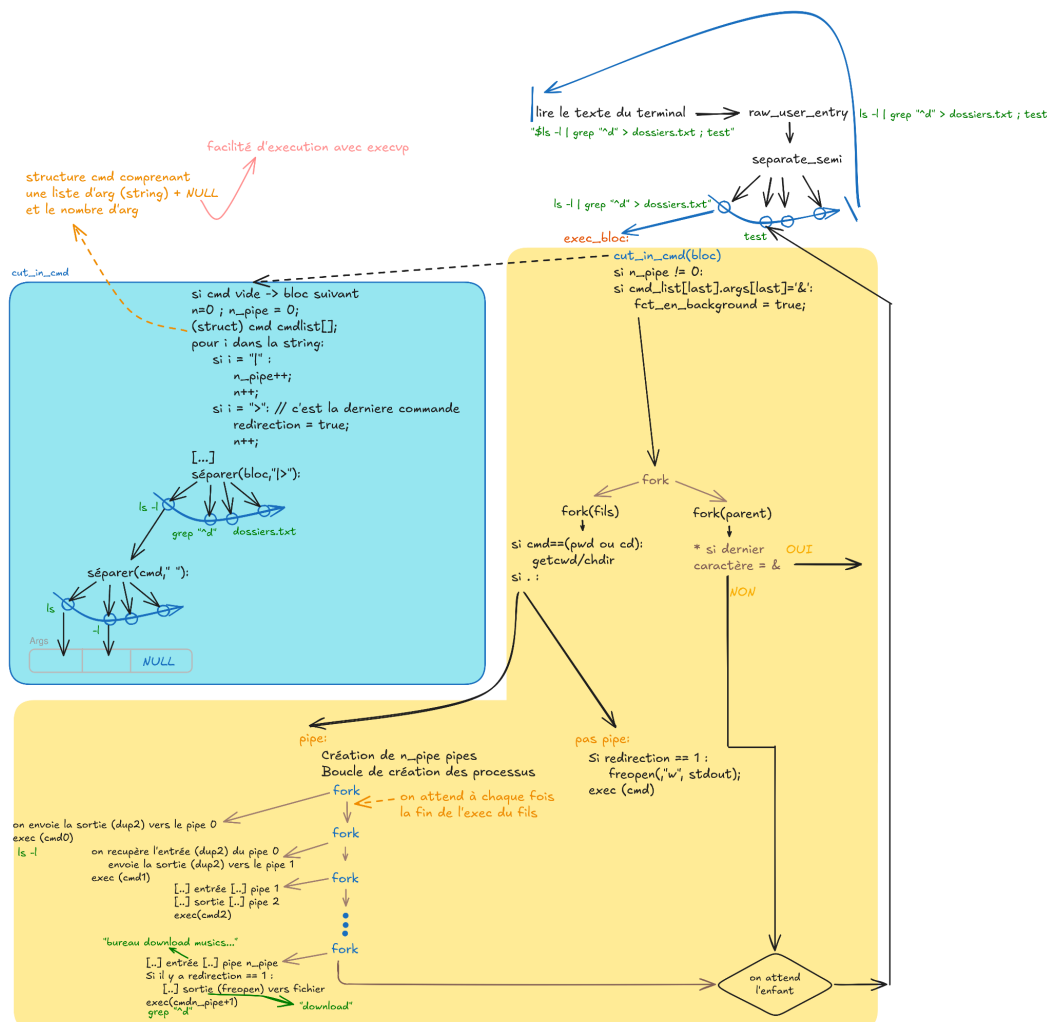 lire le texte du terminal
raw_user_entry
ls -l | grep "^d" > dossiers.txt ; test
"$ls -l | grep "^d" > dossiers.txt ; test"
separate_semi
facilité d'execution avec execvp
structure cmd comprenant
une liste d'arg (string) + NULL
et le nombre d'arg
ls -l | grep "^d" > dossiers.txt"
test
exec_bloc:
cut_in_cmd(bloc)
si n_pipe != 0:
si cmd_list[last].args[last]='&':
fct_en_background = true;
cut_in_cmd
si cmd vide -> bloc suivant
n=0 ; n_pipe = 0;
(struct) cmd cmdlist[];
pour i dans la string:
si i = "|" :
n_pipe++;
n++;
si i = ">": // c'est la derniere commande
redirection = true;
n++;
[...]
séparer(bloc,"|>"):
ls -l
grep "^d"
dossiers.txt
séparer(cmd," "):
ls
-l
Args
NULL
fork
fork(fils)
fork(parent)
si cmd==(pwd ou cd):
getcwd/chdir
si . :
* si dernier
caractère = &
OUI
NON
pipe:
Création de n_pipe pipes
Boucle de création des processus
pas pipe:
Si redirection == 1 :
freopen(,"w", stdout);
exec (cmd)
fork
on attend à chaque fois
la fin de l'exec du fils
on envoie la sortie (dup2) vers le pipe 0
exec (cmd0)
ls -l
fork
on recupère l'entrée (dup2) du pipe 0
envoie la sortie (dup2) vers le pipe 1
exec (cmd1)
fork
[..] entrée [..] pipe 1
[..] sortie [..] pipe 2
exec(cmd2)
fork
"bureau download musics..."
[..] entrée [..] pipe n_pipe
Si il y a redirection == 1 :
[..] sortie (freopen) vers fichier
exec(cmdn_pipe+1)
grep "^d"
"download"
on attend
l'enfant